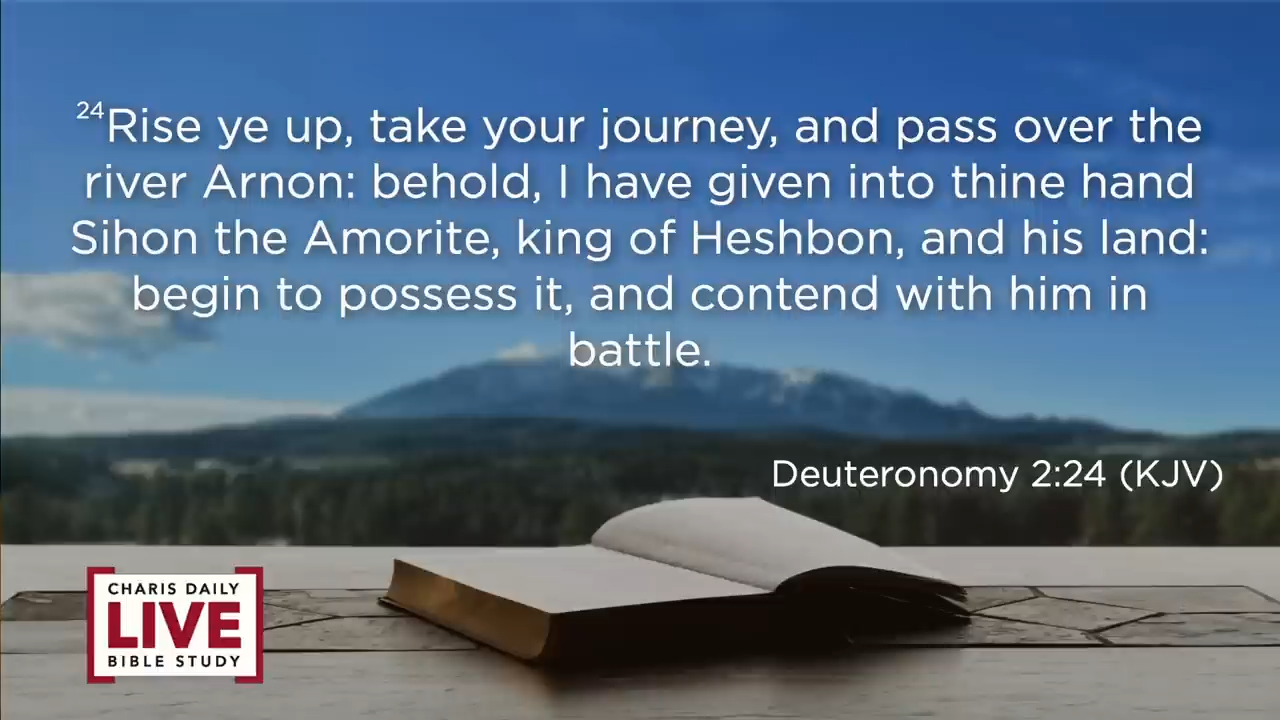 24Rise ye up, take your journey, and pass over the
river Arnon: behold, I have given into thine hand
Sihon the Amorite, king of Heshbon, and his land:
begin to possess it, and contend with him in
battle.
Deuteronomy 2:24 (KJV)
CHARIS DAILY
LIVE
BIBLE STUDY